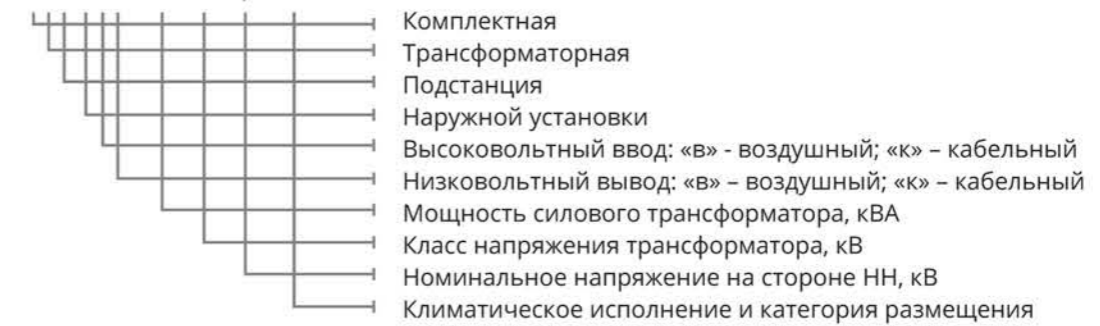 Комплектная
Трансформаторная
Подстанция
Наружной установки
Высоковольтный ввод: «в» - воздушный; «к» – кабельный
Низковольтный вывод: «в» – воздушный; «к» – кабельный
Мощность силового трансформатора, кВА
Класс напряжения трансформатора, кВ
Номинальное напряжение на стороне НН, кВ
Климатическое исполнение и категория размещения